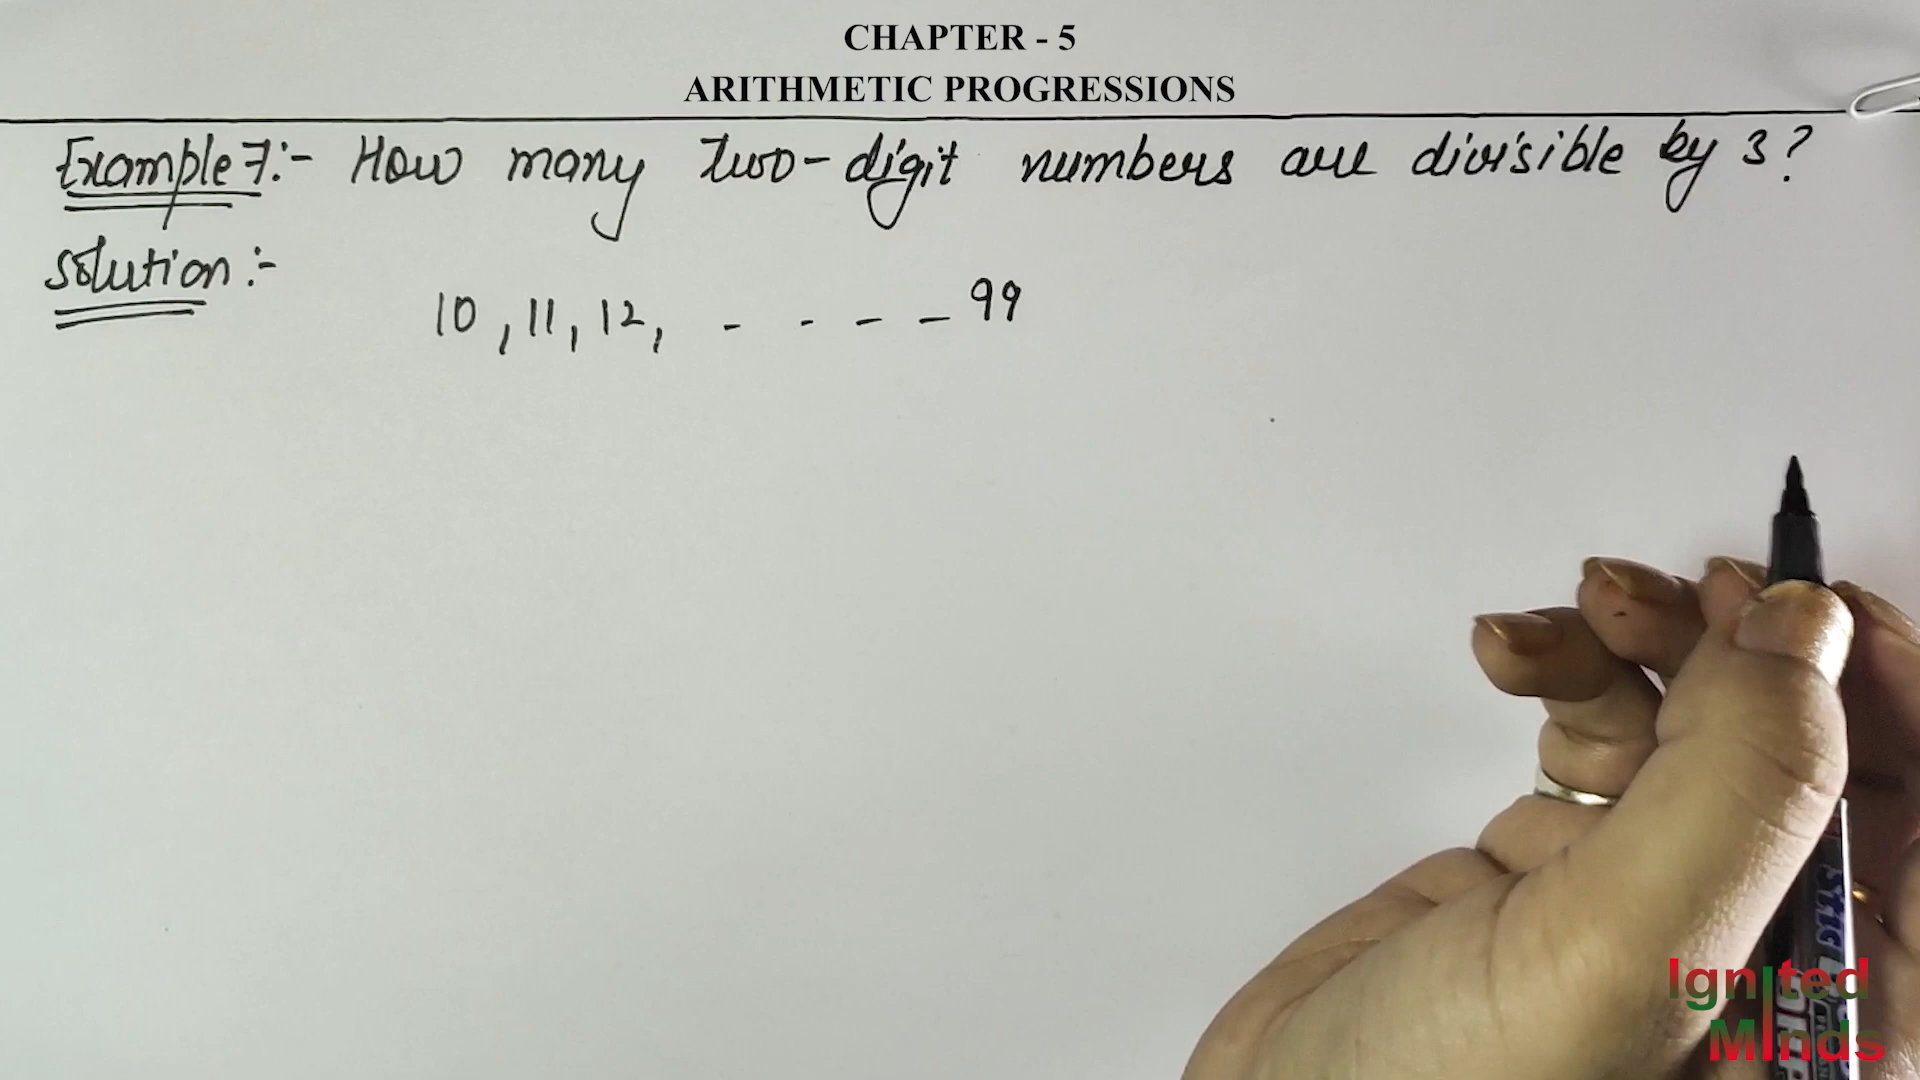 CHAPTER - 5
ARITHMETIC PROGRESSIONS
Example 7:- How many two-digit numbers are divisible by 3?
Solution:-
10, 11, 12, - - - - 99
Ignited
Minds